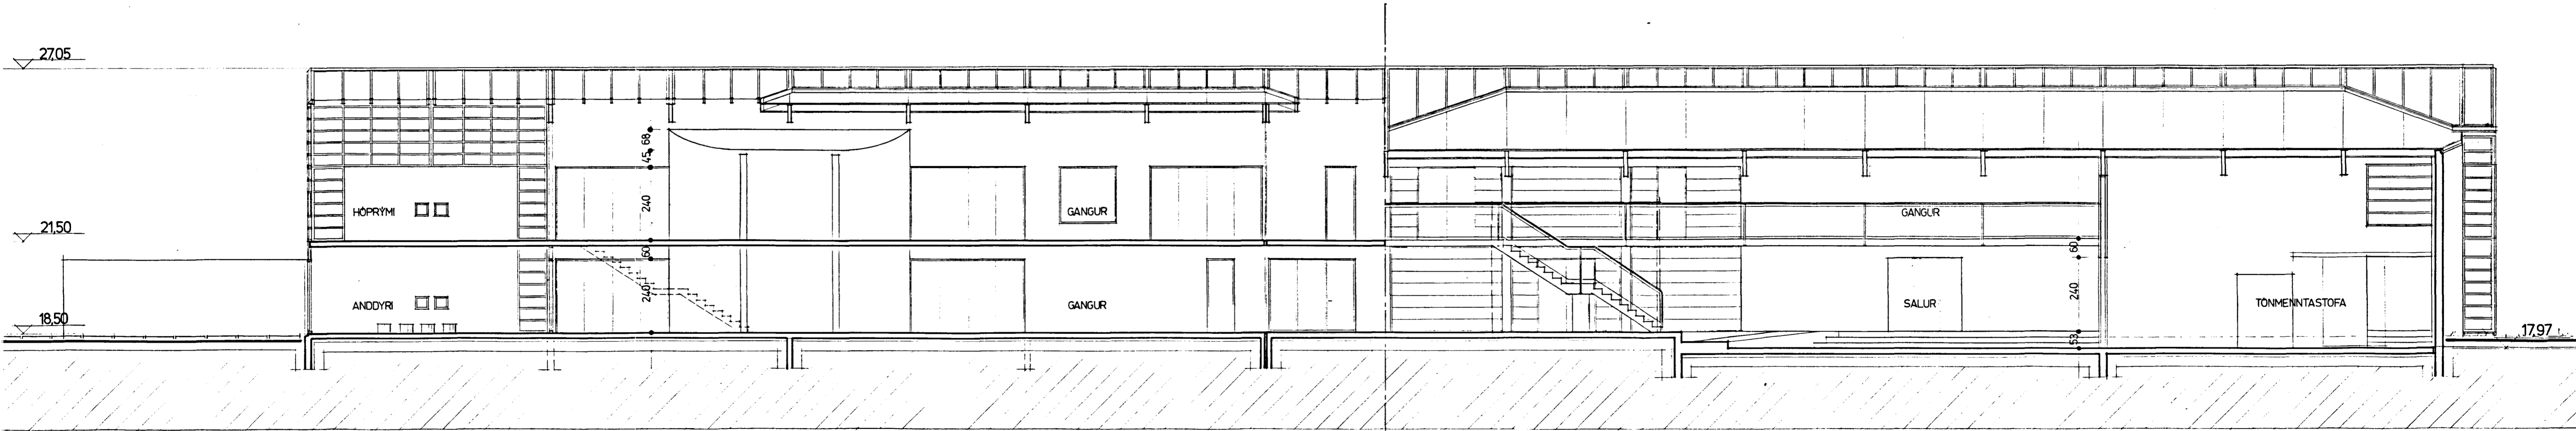 27,05
68
45
240
HÓPRÝMI
GANGUR
GANGUR
21,50
60
60
240
240
ANDDYRI
GANGUR
SALUR
TÓNMENNTASTOFA
18,50
17,97
53